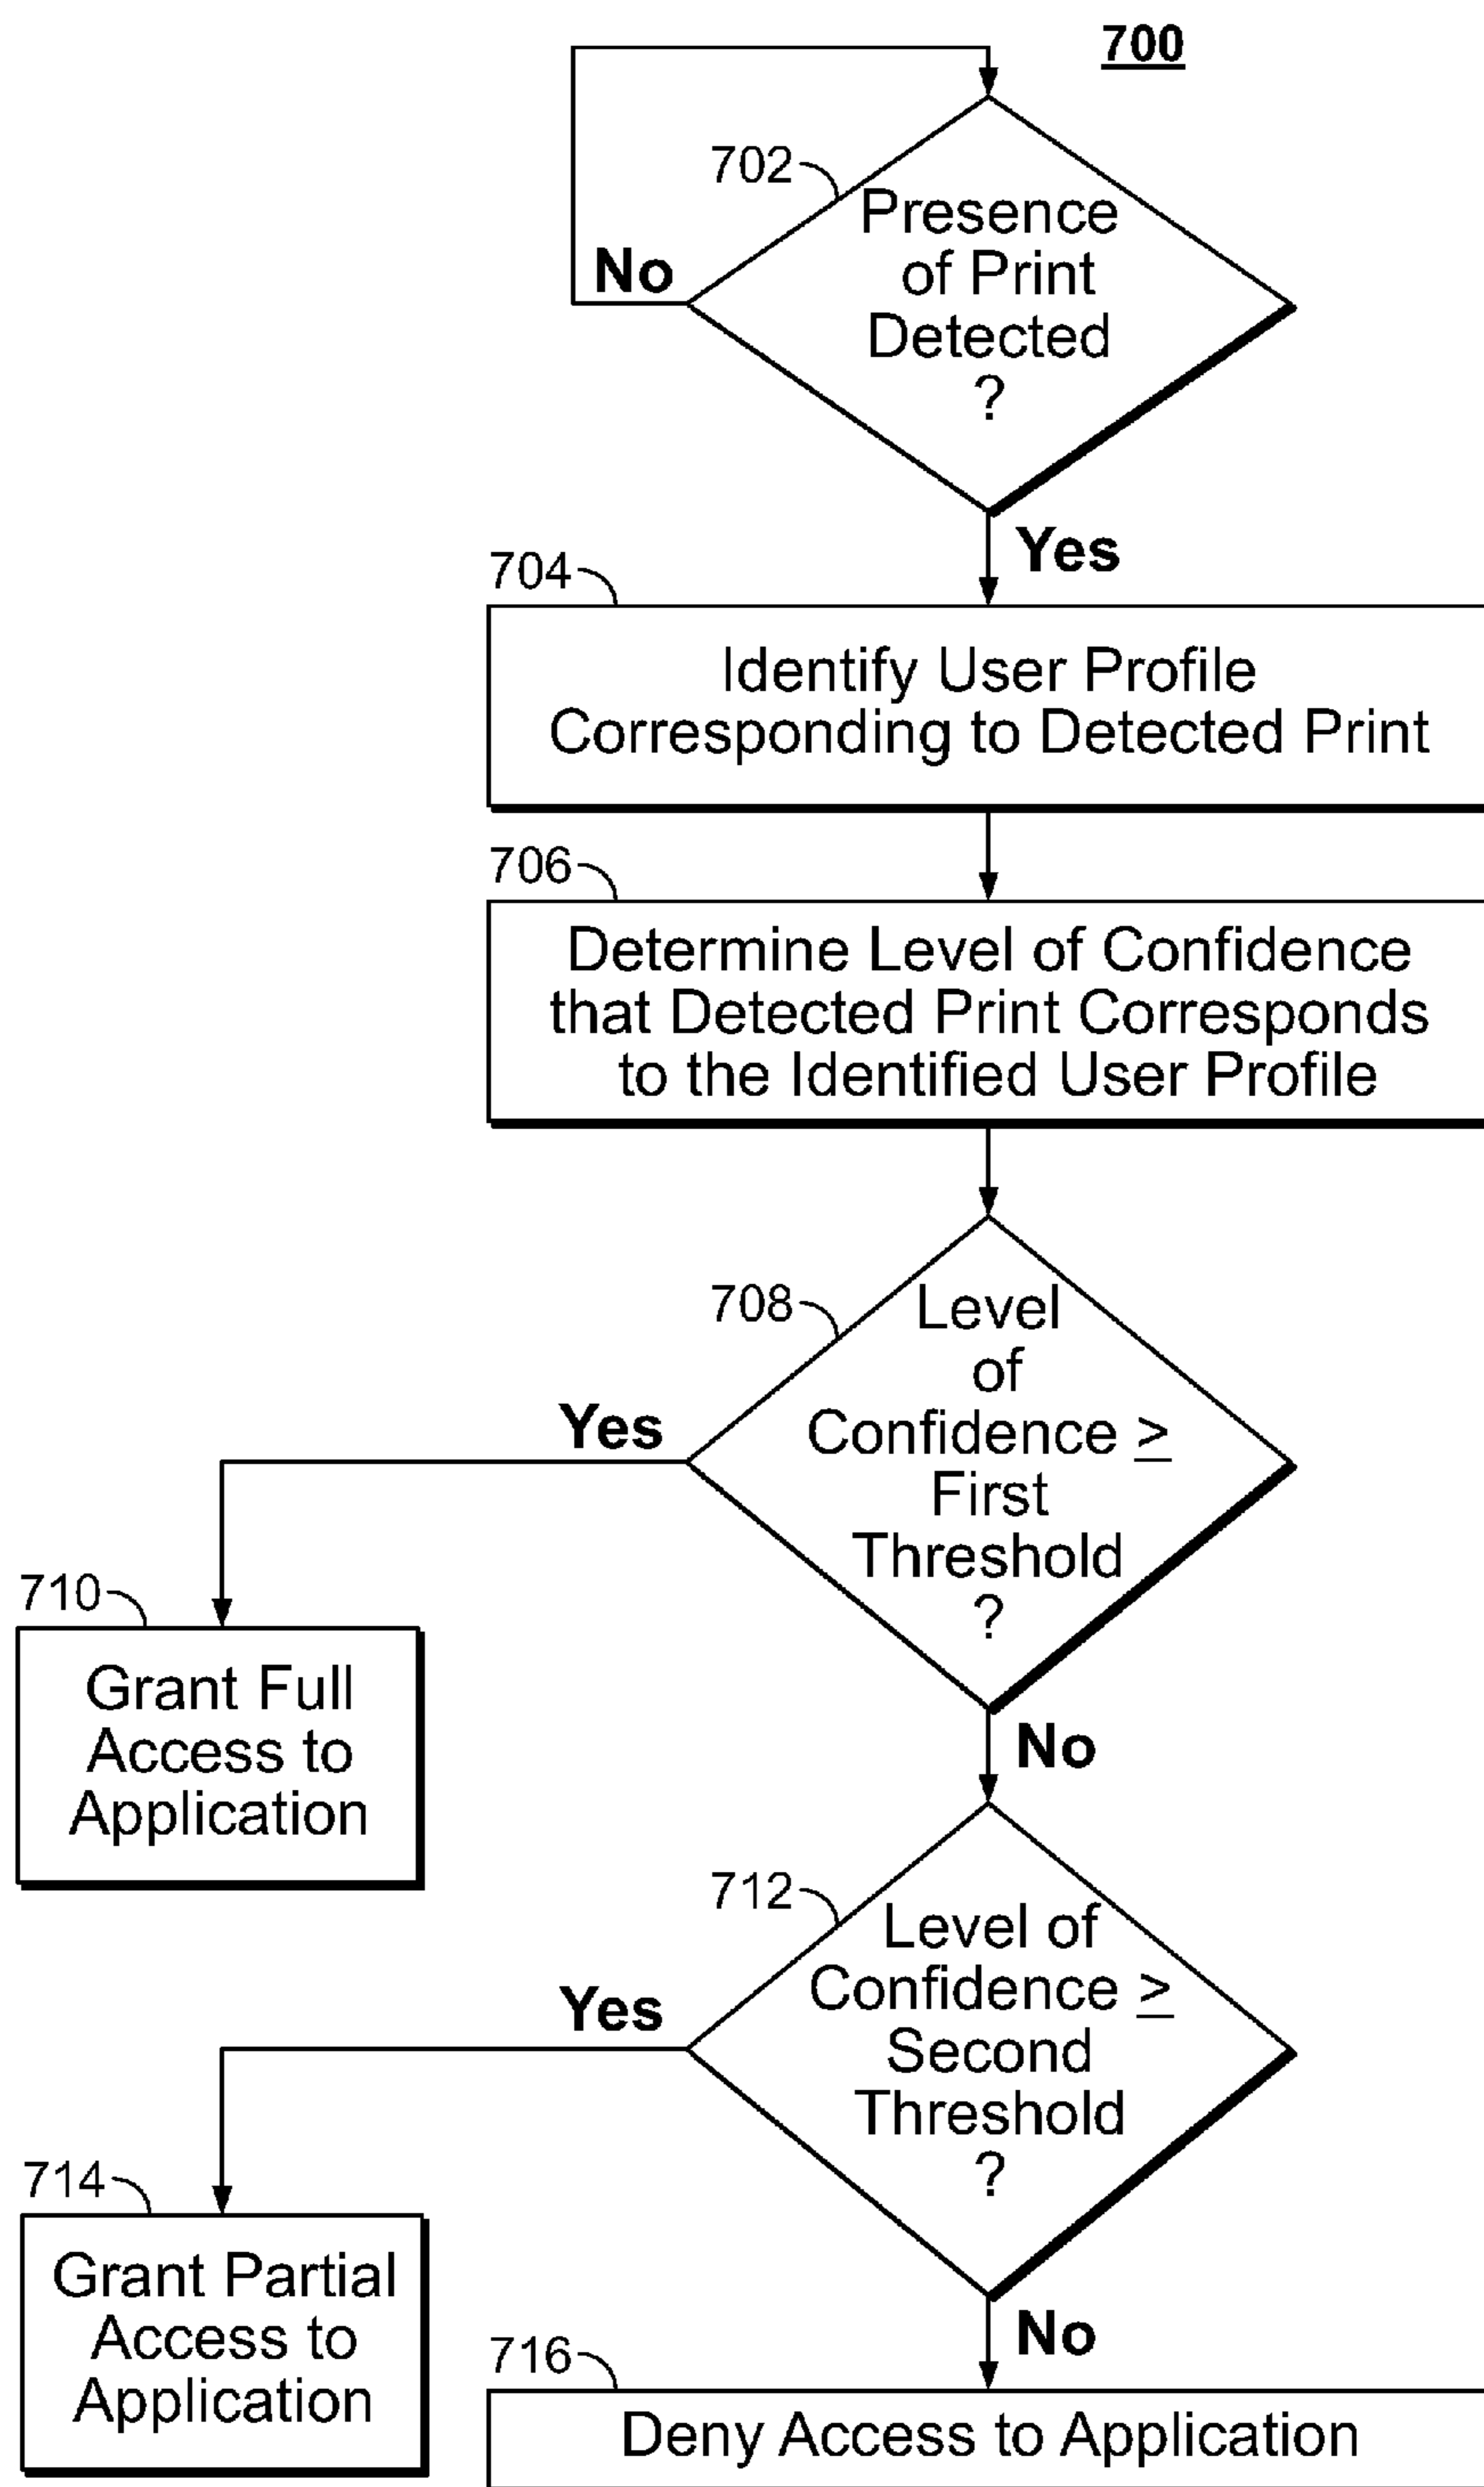 700
702
Presence
of Print
Detected
?
No
Yes
704
Identify User Profile
Corresponding to Detected Print
706
Determine Level of Confidence
that Detected Print Corresponds
to the Identified User Profile
708
Level
of
Confidence ≥
First
Threshold
?
Yes
710
Grant Full
Access to
Application
No
712
Level of
Confidence ≥
Second
Threshold
?
Yes
714
Grant Partial
Access to
Application
No
716
Deny Access to Application